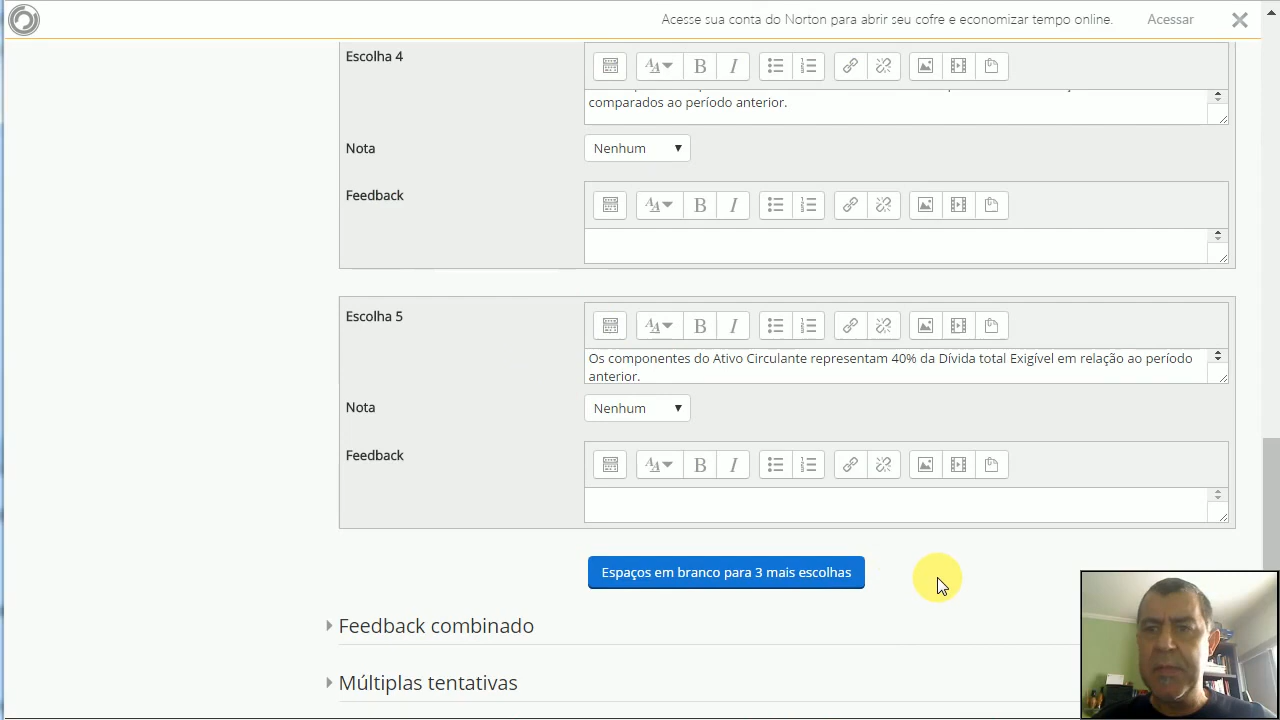 Acesse sua conta do Norton para abrir seu cofre e economizar tempo online. Acessar
Escolha 4
comparados ao período anterior.
Nota Nenhum
Feedback
Escolha 5
Os componentes do Ativo Circulante representam 40% da Dívida total Exigível em relação ao período
anterior.
Nota Nenhum
Feedback
Espaços em branco para 3 mais escolhas
Feedback combinado
Múltiplas tentativas